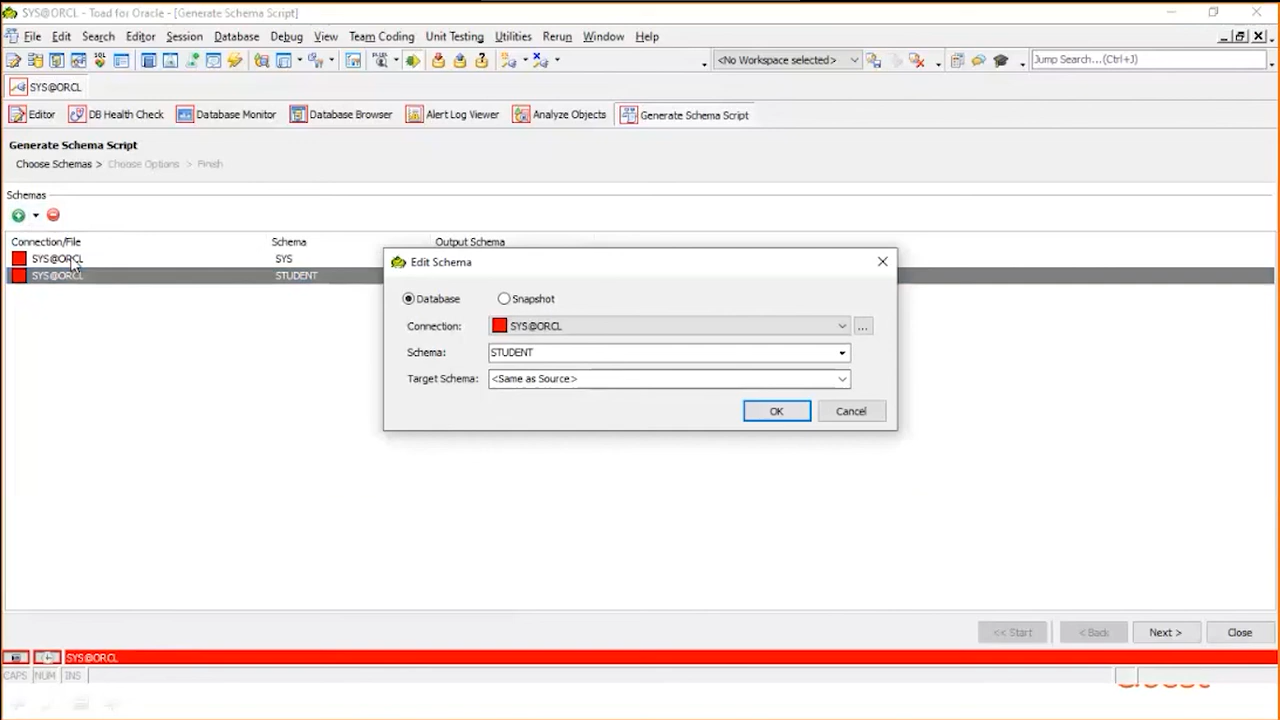 SYS@ORCL - Toad for Oracle - [Generate Schema Script]
File Edit Search Editor Session Database Debug View Team Coding Unit Testing Utilities Rerun Window Help
<No Workspace selected> Jump Search...(Ctrl+J)
SYS@ORCL
Editor DB Health Check Database Monitor Database Browser Alert Log Viewer Analyze Objects Generate Schema Script
Generate Schema Script
Choose Schemas > Choose Options > Finish
Schemas
Connection/File Schema Output Schema
SYS@ORCL SYS
SYS@ORCL STUDENT
Edit Schema
Database Snapshot
Connection: SYS@ORCL ...
Schema: STUDENT
Target Schema: <Same as Source>
OK Cancel
<< Start < Back Next > Close
SYS@ORCL
CAPS NUM INS